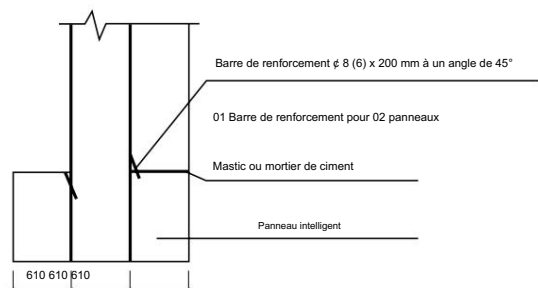 Barre de renforcement ¢ 8 (6) x 200 mm à un angle de 45°
01 Barre de renforcement pour 02 panneaux
Mastic ou mortier de ciment
Panneau intelligent
610 610 610